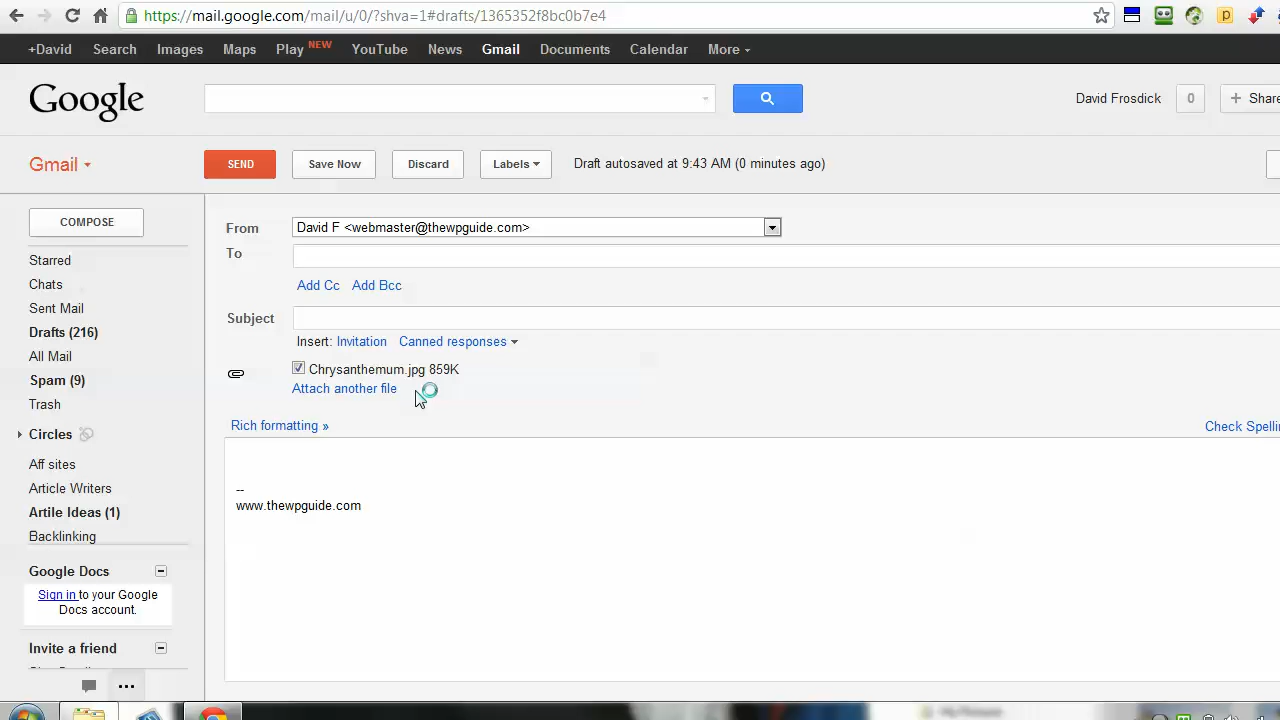 https://mail.google.com/mail/u/0/?shva=1#drafts/1365352f8bc0b7e4
+David Search Images Maps Play NEW YouTube News Gmail Documents Calendar More
Google
David Frosdick 0 + Share
Gmail
SEND Save Now Discard Labels Draft autosaved at 9:43 AM (0 minutes ago)
COMPOSE
From David F <webmaster@thewpguide.com>
To
Add Cc Add Bcc
Subject
Insert: Invitation Canned responses
Chrysanthemum.jpg 859K
Attach another file
Rich formatting »
Check Spelli
--
www.thewpguide.com
Starred
Chats
Sent Mail
Drafts (216)
All Mail
Spam (9)
Trash
Circles
Aff sites
Article Writers
Artile Ideas (1)
Backlinking
Google Docs
Sign in to your Google
Docs account.
Invite a friend